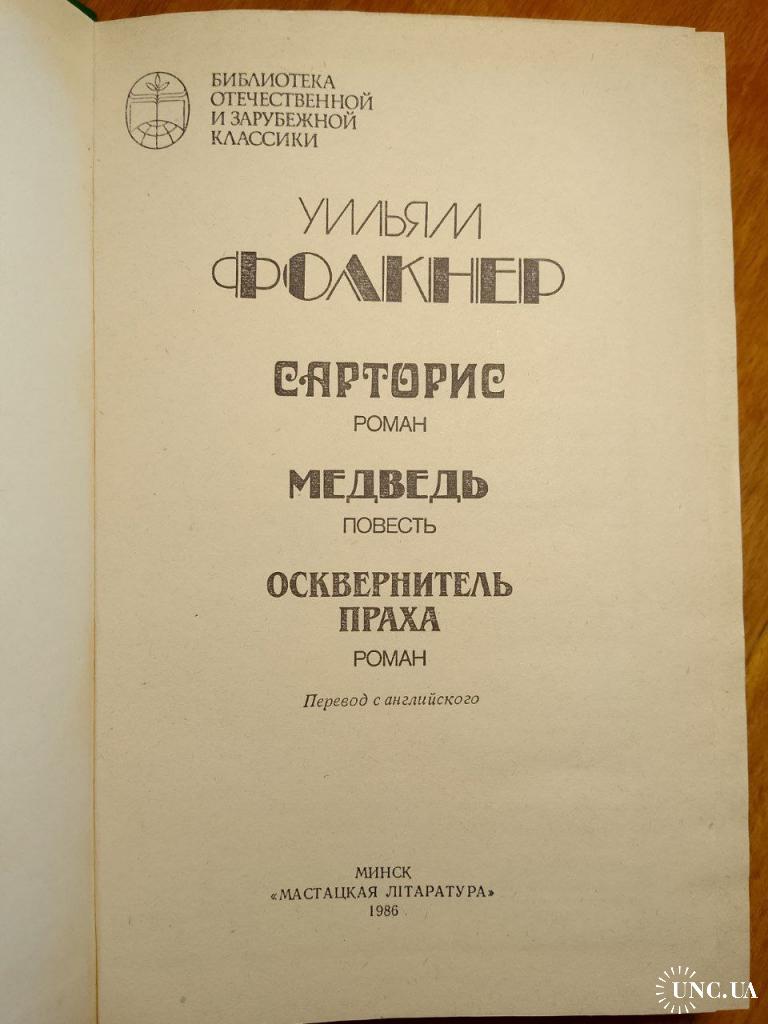 БИБЛИОТЕКА
ОТЕЧЕСТВЕННОЙ
И ЗАРУБЕЖНОЙ
КЛАССИКИ
УИЛЬЯМ
ФОЛКНЕР
САРТОРИС
РОМАН
МЕДВЕДЬ
ПОВЕСТЬ
ОСКВЕРНИТЕЛЬ
ПРАХА
РОМАН
Перевод с английского
МИНСК
«МАСТАЦКАЯ ЛІТАРАТУРА»
1986
UNC.UA